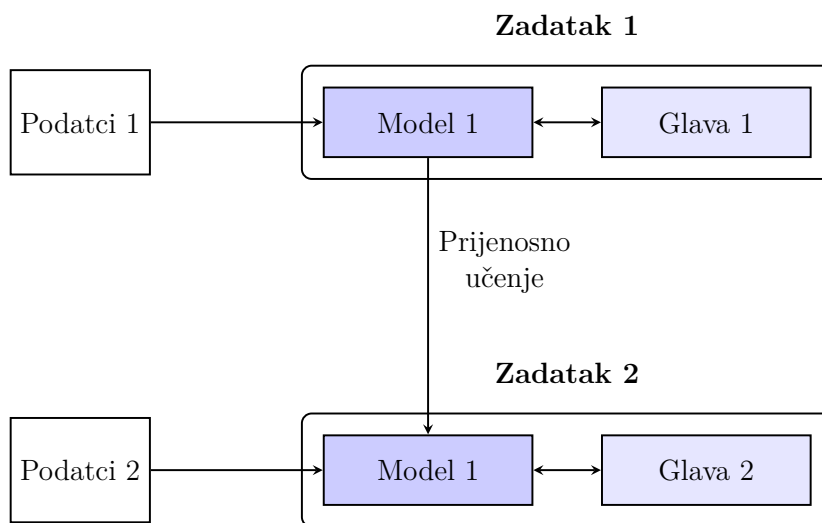 Zadatak 1
Podatci 1
Model 1
Glava 1
Prijenosno
učenje
Zadatak 2
Podatci 2
Model 1
Glava 2